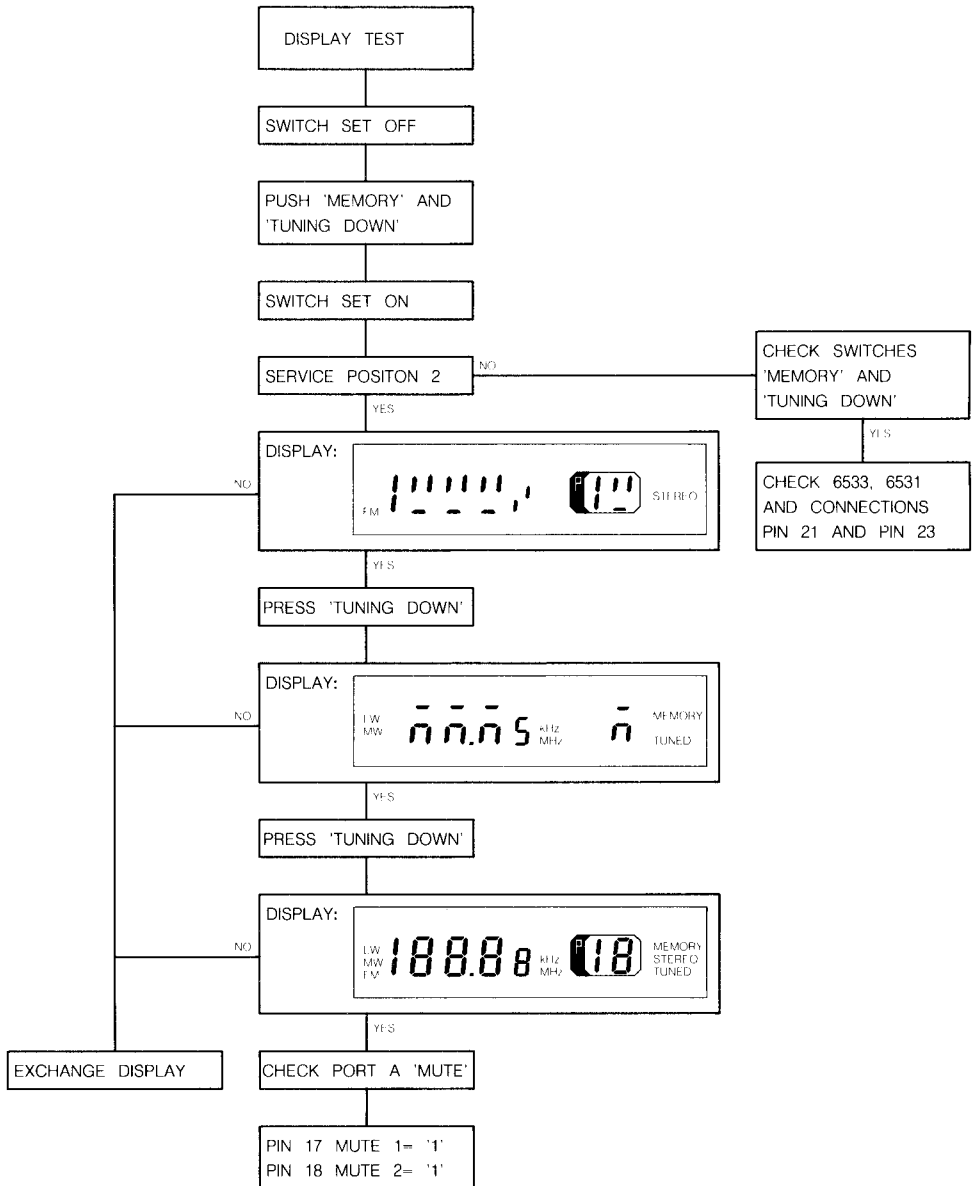 DISPLAY TEST
SWITCH SET OFF
PUSH 'MEMORY' AND
'TUNING DOWN'
SWITCH SET ON
SERVICE POSITON 2
NO
YES
CHECK SWITCHES
'MEMORY' AND
'TUNING DOWN'
YES
CHECK 6533, 6531
AND CONNECTIONS
PIN 21 AND PIN 23
DISPLAY:
NO
FM
P
STEREO
YES
PRESS 'TUNING DOWN'
DISPLAY:
NO
LW
MW
kHz
MHz
MEMORY
TUNED
YES
PRESS 'TUNING DOWN'
DISPLAY:
NO
LW
MW
FM
188.88
kHz
MHz
P
18
MEMORY
STEREO
TUNED
YES
EXCHANGE DISPLAY
CHECK PORT A 'MUTE'
PIN 17 MUTE 1= '1'
PIN 18 MUTE 2= '1'